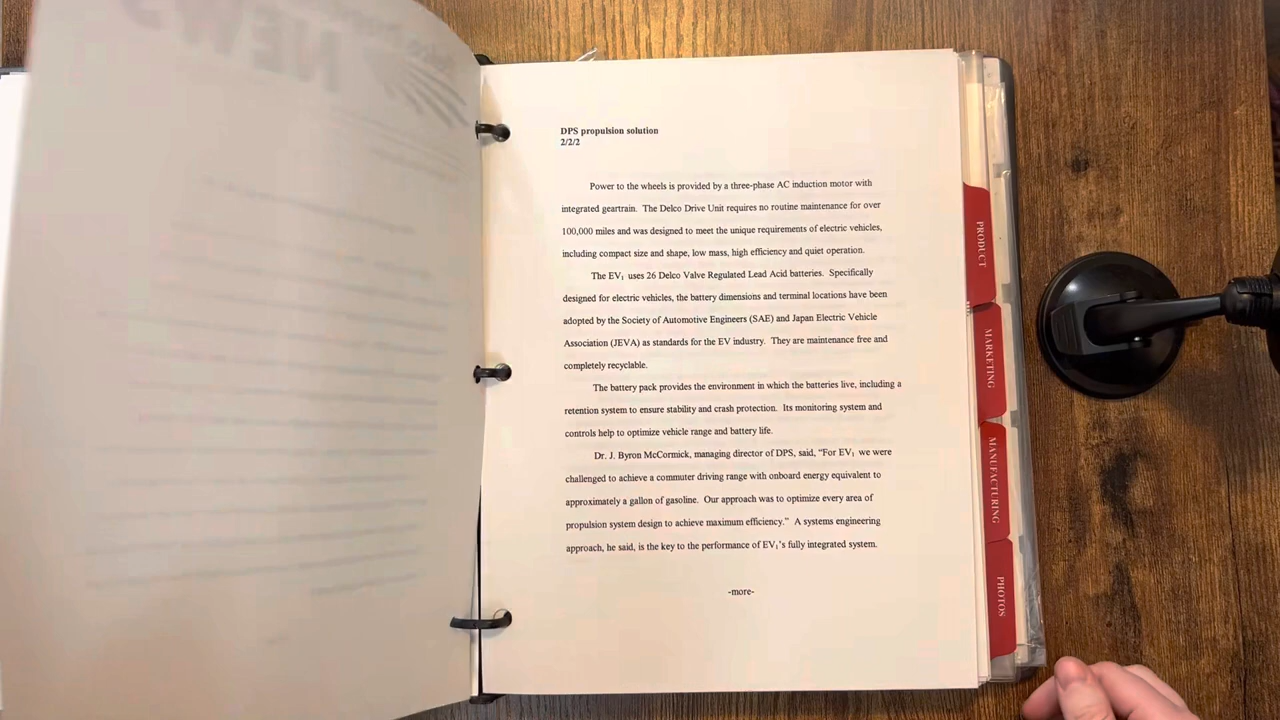 NEWS
DPS propulsion solution
2/2/2
Power to the wheels is provided by a three-phase AC induction motor with
integrated geartrain. The Delco Drive Unit requires no routine maintenance for over
100,000 miles and was designed to meet the unique requirements of electric vehicles,
including compact size and shape, low mass, high efficiency and quiet operation.
The EV₁ uses 26 Delco Valve Regulated Lead Acid batteries. Specifically
designed for electric vehicles, the battery dimensions and terminal locations have been
adopted by the Society of Automotive Engineers (SAE) and Japan Electric Vehicle
Association (JEVA) as standards for the EV industry. They are maintenance free and
completely recyclable.
The battery pack provides the environment in which the batteries live, including a
retention system to ensure stability and crash protection. Its monitoring system and
controls help to optimize vehicle range and battery life.
Dr. J. Byron McCormick, managing director of DPS, said, “For EV₁ we were
challenged to achieve a commuter driving range with onboard energy equivalent to
approximately a gallon of gasoline. Our approach was to optimize every area of
propulsion system design to achieve maximum efficiency.” A systems engineering
approach, he said, is the key to the performance of EV₁'s fully integrated system.
-more-
PRODUCT
MARKETING
MANUFACTURING
PHOTOS